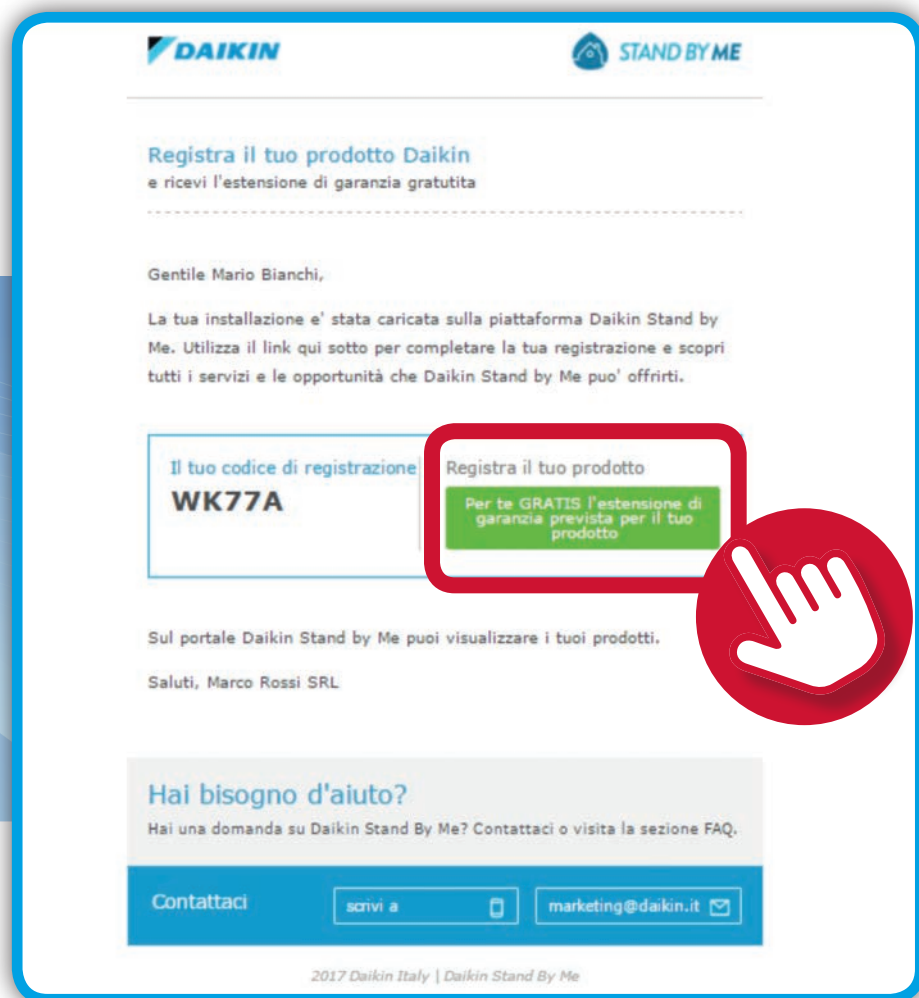 DAIKIN
STAND BY ME
Registra il tuo prodotto Daikin
e ricevi l'estensione di garanzia gratutita
Gentile Mario Bianchi,
La tua installazione e' stata caricata sulla piattaforma Daikin Stand by
Me. Utilizza il link qui sotto per completare la tua registrazione e scopri
tutti i servizi e le opportunità che Daikin Stand by Me puo' offrirti.
Il tuo codice di registrazione
WK77A
Registra il tuo prodotto
Per te GRATIS l'estensione di
garanzia prevista per il tuo
prodotto
Sul portale Daikin Stand by Me puoi visualizzare i tuoi prodotti.
Saluti, Marco Rossi SRL
Hai bisogno d'aiuto?
Hai una domanda su Daikin Stand By Me? Contattaci o visita la sezione FAQ.
Contattaci
scrivi a
marketing@daikin.it
2017 Daikin Italy | Daikin Stand By Me